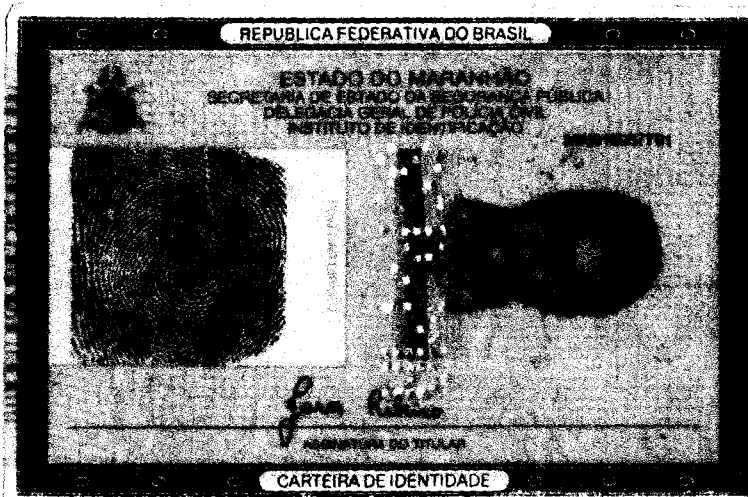 REPUBLICA FEDERATIVA DO BRASIL
ESTADO DO MARANHÃO
SECRETARIA DE ESTADO DA SEGURANÇA PÚBLICA
DELEGACIA GERAL DE POLÍCIA CIVIL
INSTITUTO DE IDENTIFICAÇÃO
ASSINATURA DO TITULAR
CARTEIRA DE IDENTIDADE